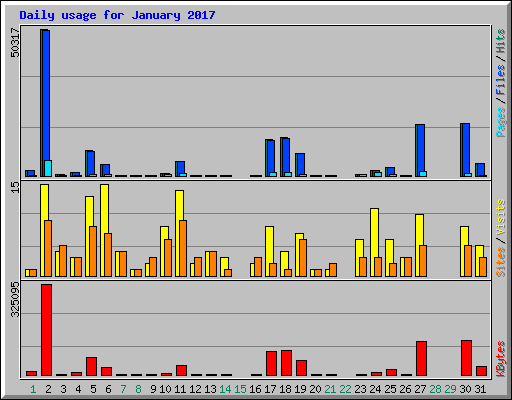 Daily usage for January 2017
50317
Pages/Files/Hits
15
Sites/Visits
325095
KBytes
1 2 3 4 5 6 7 8 9 10 11 12 13 14 15 16 17 18 19 20 21 22 23 24 25 26 27 28 29 30 31